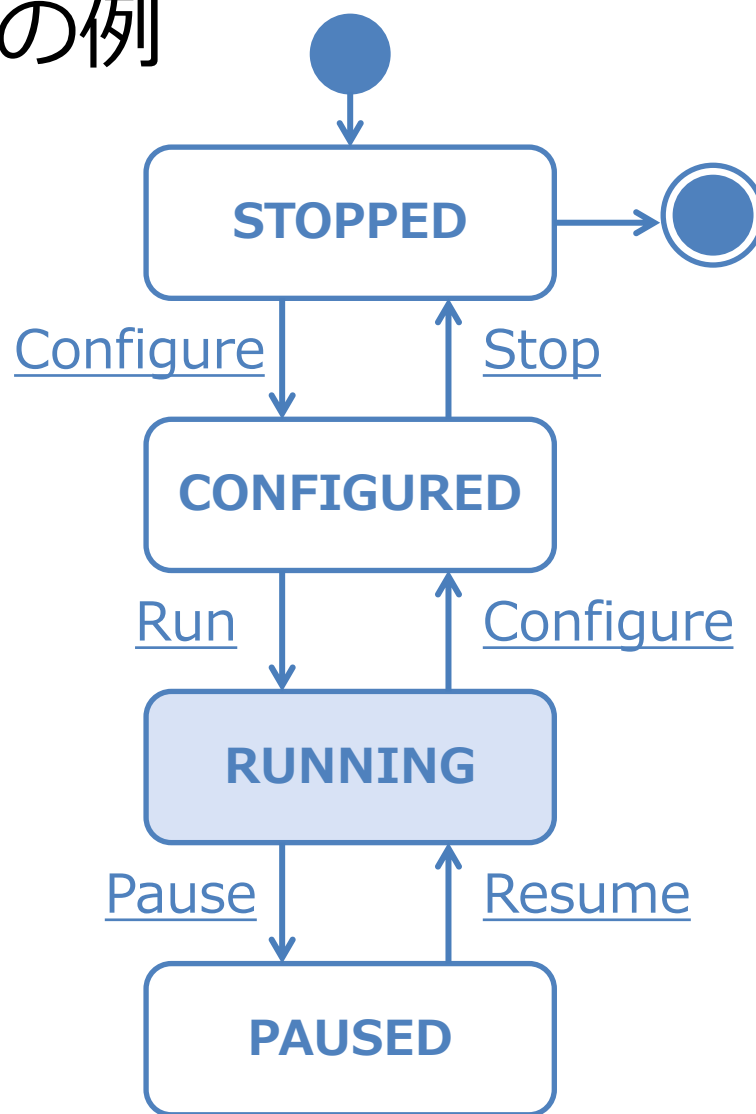 の例
STOPPED
Configure
Stop
CONFIGURED
Run
Configure
RUNNING
Pause
Resume
PAUSED